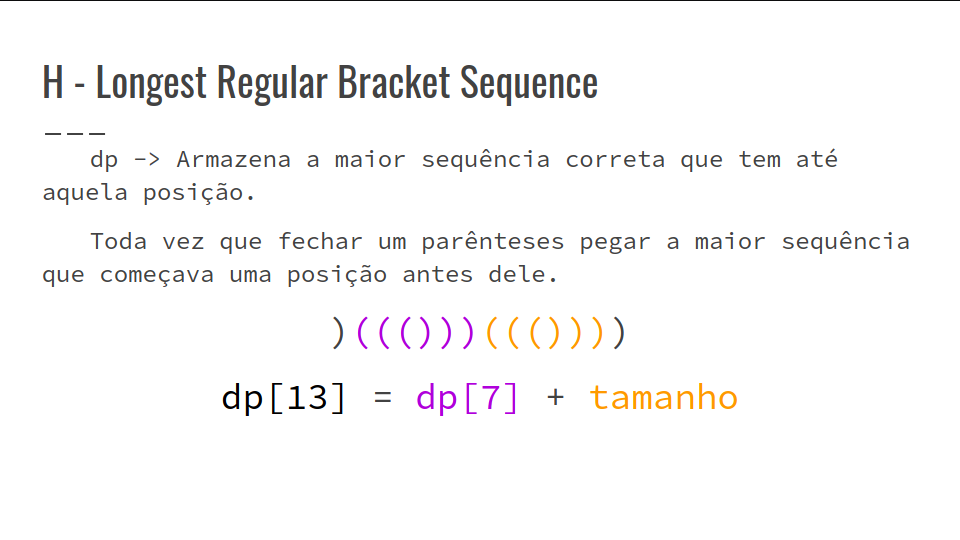 H - Longest Regular Bracket Sequence
___
dp -> Armazena a maior sequência correta que tem até
aquela posição.
Toda vez que fechar um parênteses pegar a maior sequência
que começava uma posição antes dele.
)((()))((())))
dp[13] = dp[7] + tamanho